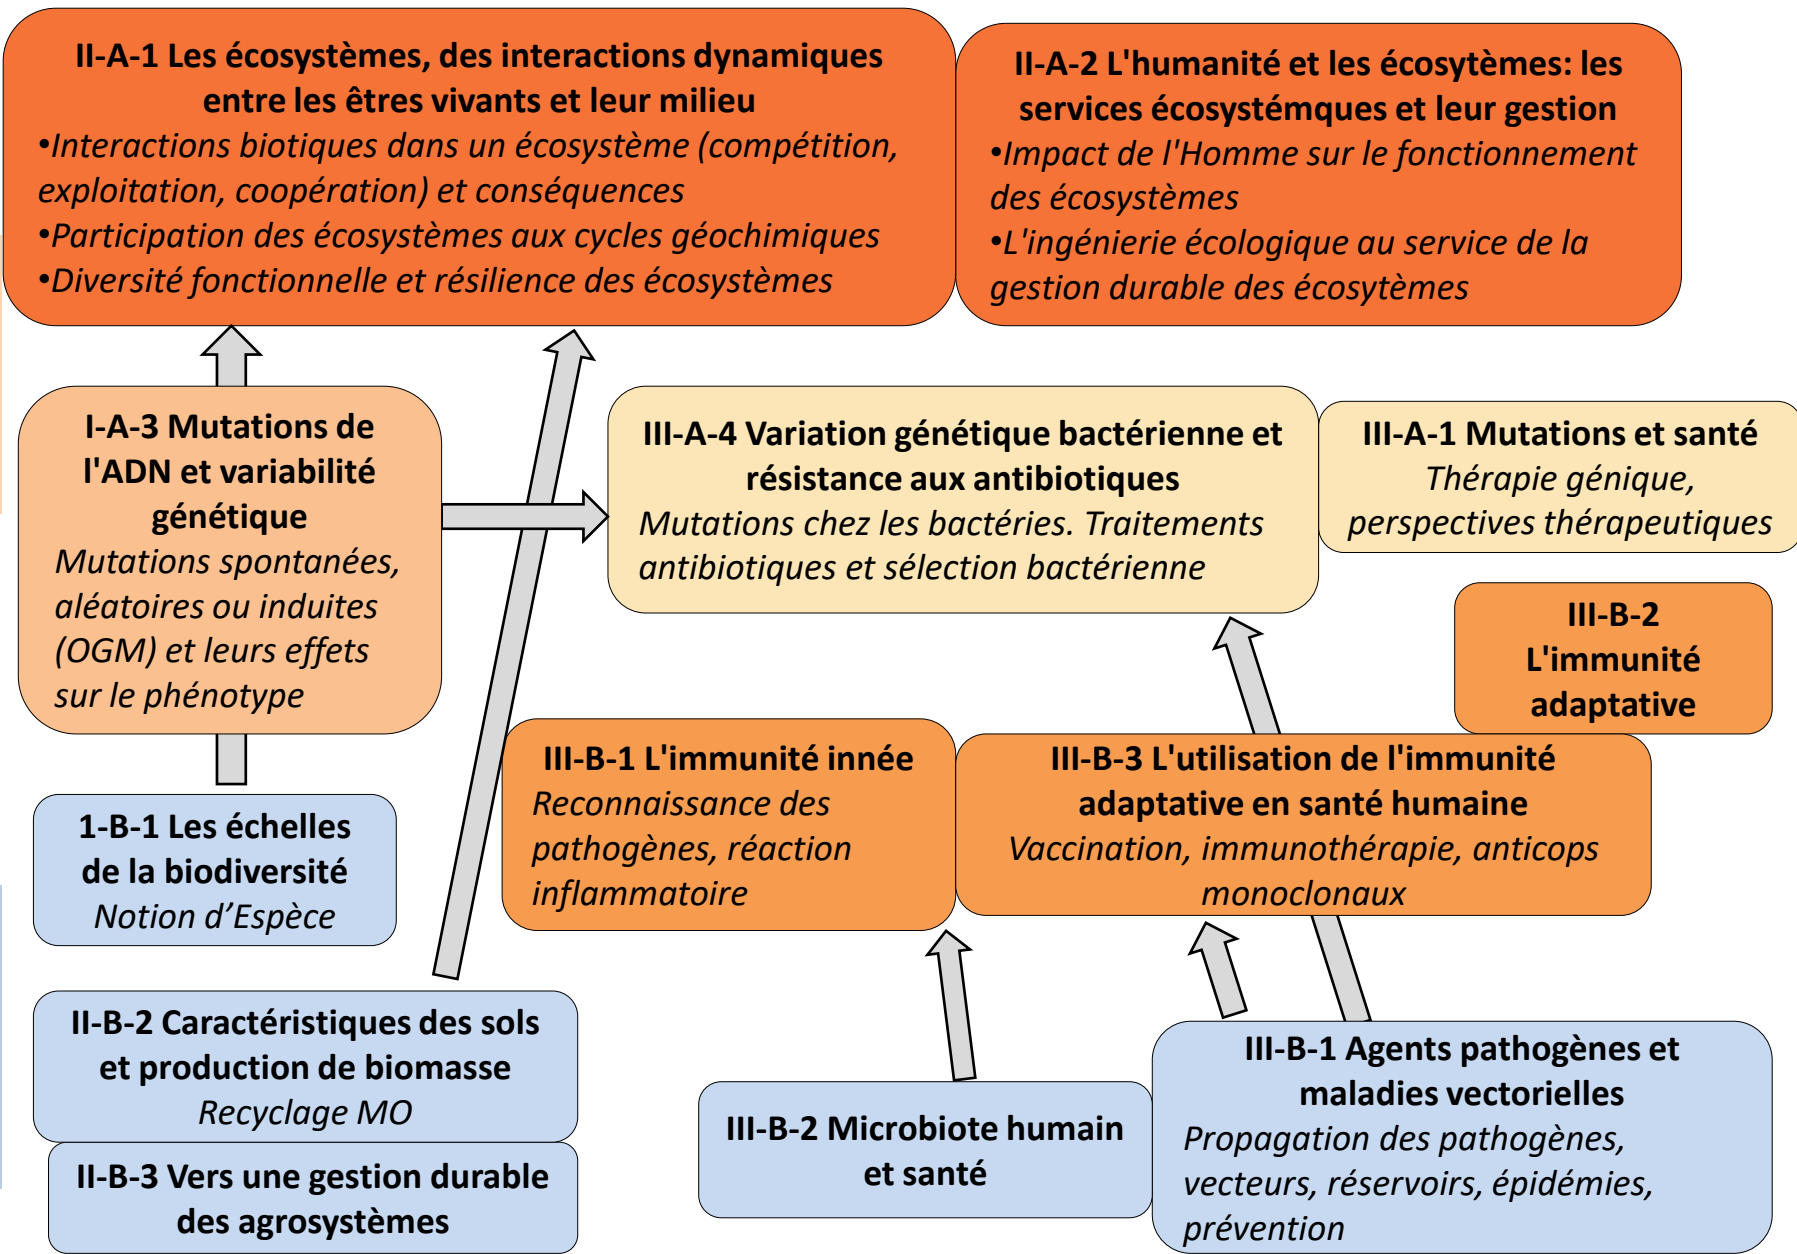 II-A-1 Les écosystèmes, des interactions dynamiques
entre les êtres vivants et leur milieu
•Interactions biotiques dans un écosystème (compétition,
exploitation, coopération) et conséquences
•Participation des écosystèmes aux cycles géochimiques
•Diversité fonctionnelle et résilience des écosystèmes
II-A-2 L'humanité et les écosytèmes: les
services écosystémques et leur gestion
•Impact de l'Homme sur le fonctionnement
des écosystèmes
•L'ingénierie écologique au service de la
gestion durable des écosytèmes
I-A-3 Mutations de
l'ADN et variabilité
génétique
Mutations spontanées,
aléatoires ou induites
(OGM) et leurs effets
sur le phénotype
III-A-4 Variation génétique bactérienne et
résistance aux antibiotiques
Mutations chez les bactéries. Traitements
antibiotiques et sélection bactérienne
III-A-1 Mutations et santé
Thérapie génique,
perspectives thérapeutiques
III-B-2
L'immunité
adaptative
III-B-1 L'immunité innée
Reconnaissance des
pathogènes, réaction
inflammatoire
III-B-3 L'utilisation de l'immunité
adaptative en santé humaine
Vaccination, immunothérapie, anticops
monoclonaux
1-B-1 Les échelles
de la biodiversité
Notion d’Espèce
II-B-2 Caractéristiques des sols
et production de biomasse
Recyclage MO
II-B-3 Vers une gestion durable
des agrosystèmes
III-B-2 Microbiote humain
et santé
III-B-1 Agents pathogènes et
maladies vectorielles
Propagation des pathogènes,
vecteurs, réservoirs, épidémies,
prévention